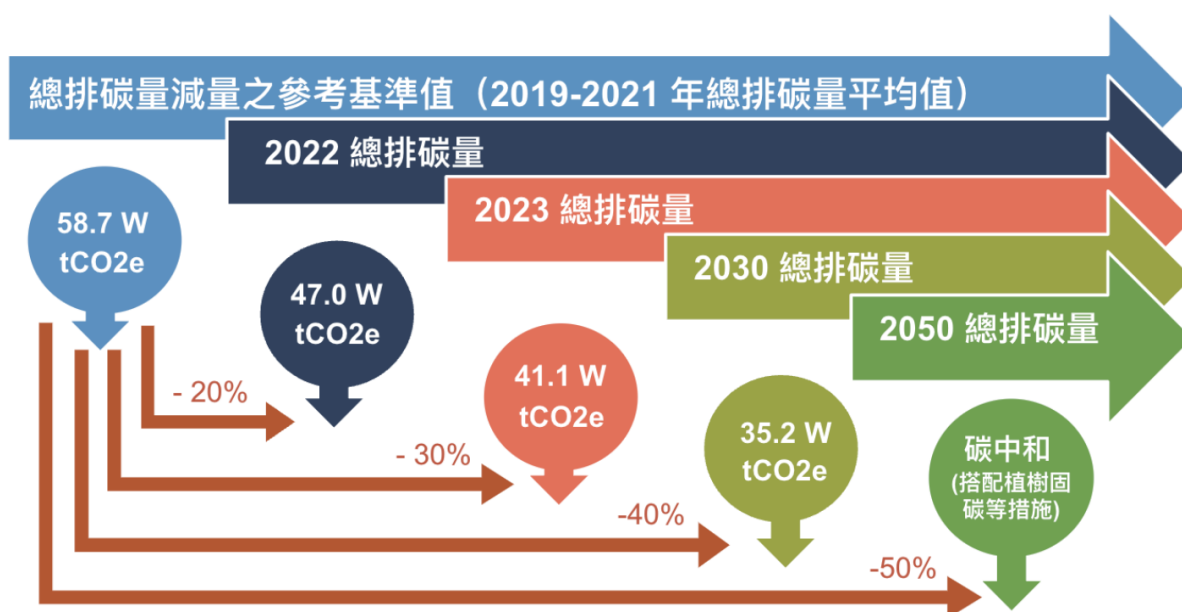 總排碳量減量之參考基準值（2019-2021 年總排碳量平均值）
2022 總排碳量
2023 總排碳量
2030 總排碳量
2050 總排碳量
58.7 W
tCO2e
47.0 W
tCO2e
41.1 W
tCO2e
35.2 W
tCO2e
碳中和
(搭配植樹固
碳等措施)
- 20%
- 30%
-40%
-50%